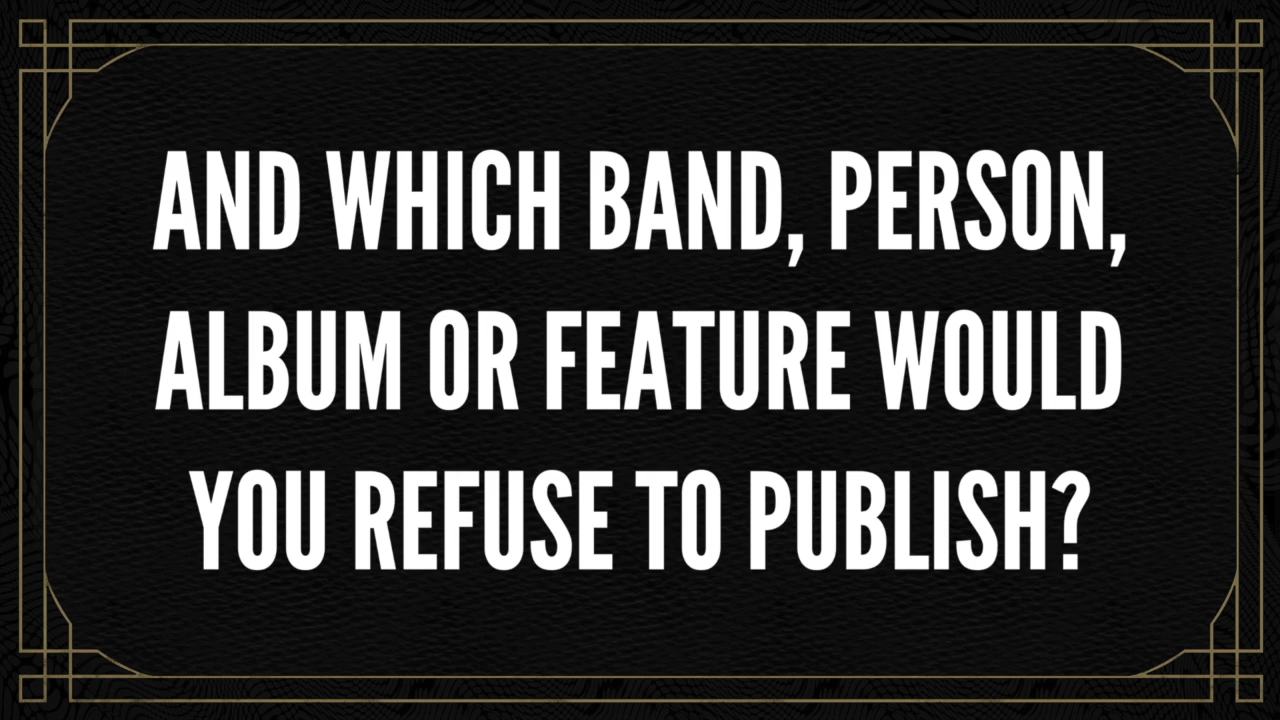 AND WHICH BAND, PERSON,
ALBUM OR FEATURE WOULD
YOU REFUSE TO PUBLISH?